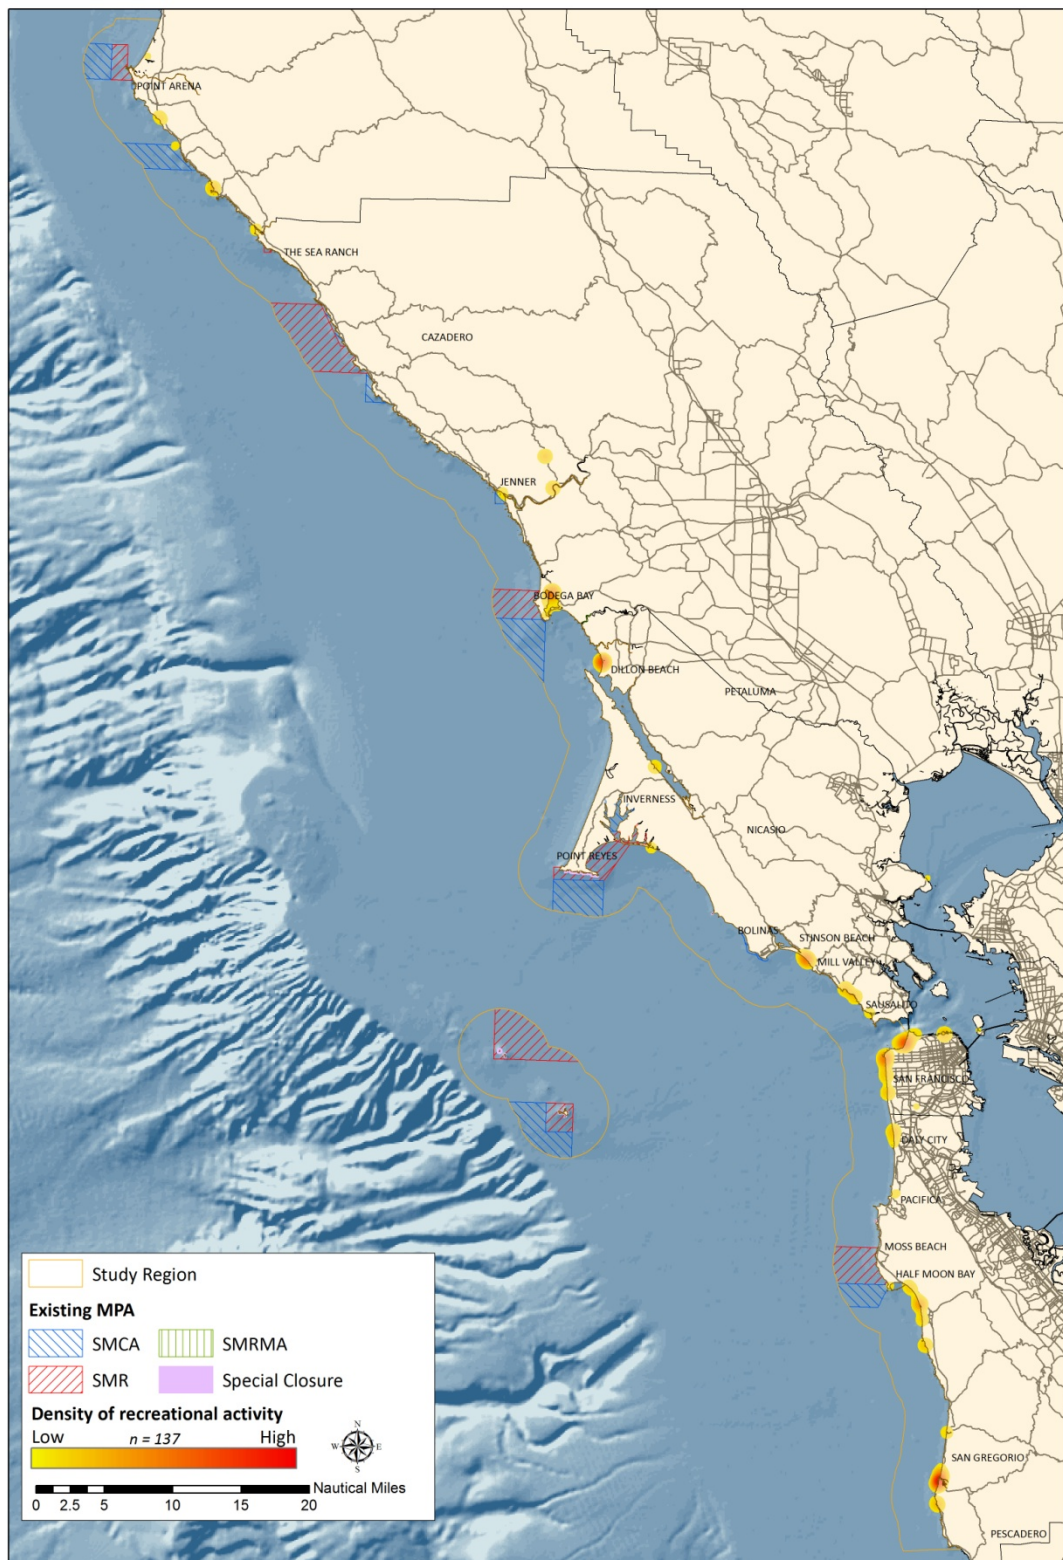 POINT ARENA
THE SEA RANCH
CAZADERO
JENNER
BODEGA BAY
DILLON BEACH
PETALUMA
INVERNESS
NICASIO
POINT REYES
BOLINAS
STINSON BEACH
MILL VALLEY
SAUSALITO
SAN FRANCISCO
DALY CITY
PACIFICA
MOSS BEACH
HALF MOON BAY
SAN GREGORIO
PESCADERO
Study Region
Existing MPA
SMCA SMRMA
SMR Special Closure
Density of recreational activity
Low n = 137 High
N
W E
S
Nautical Miles
0 2.5 5 10 15 20